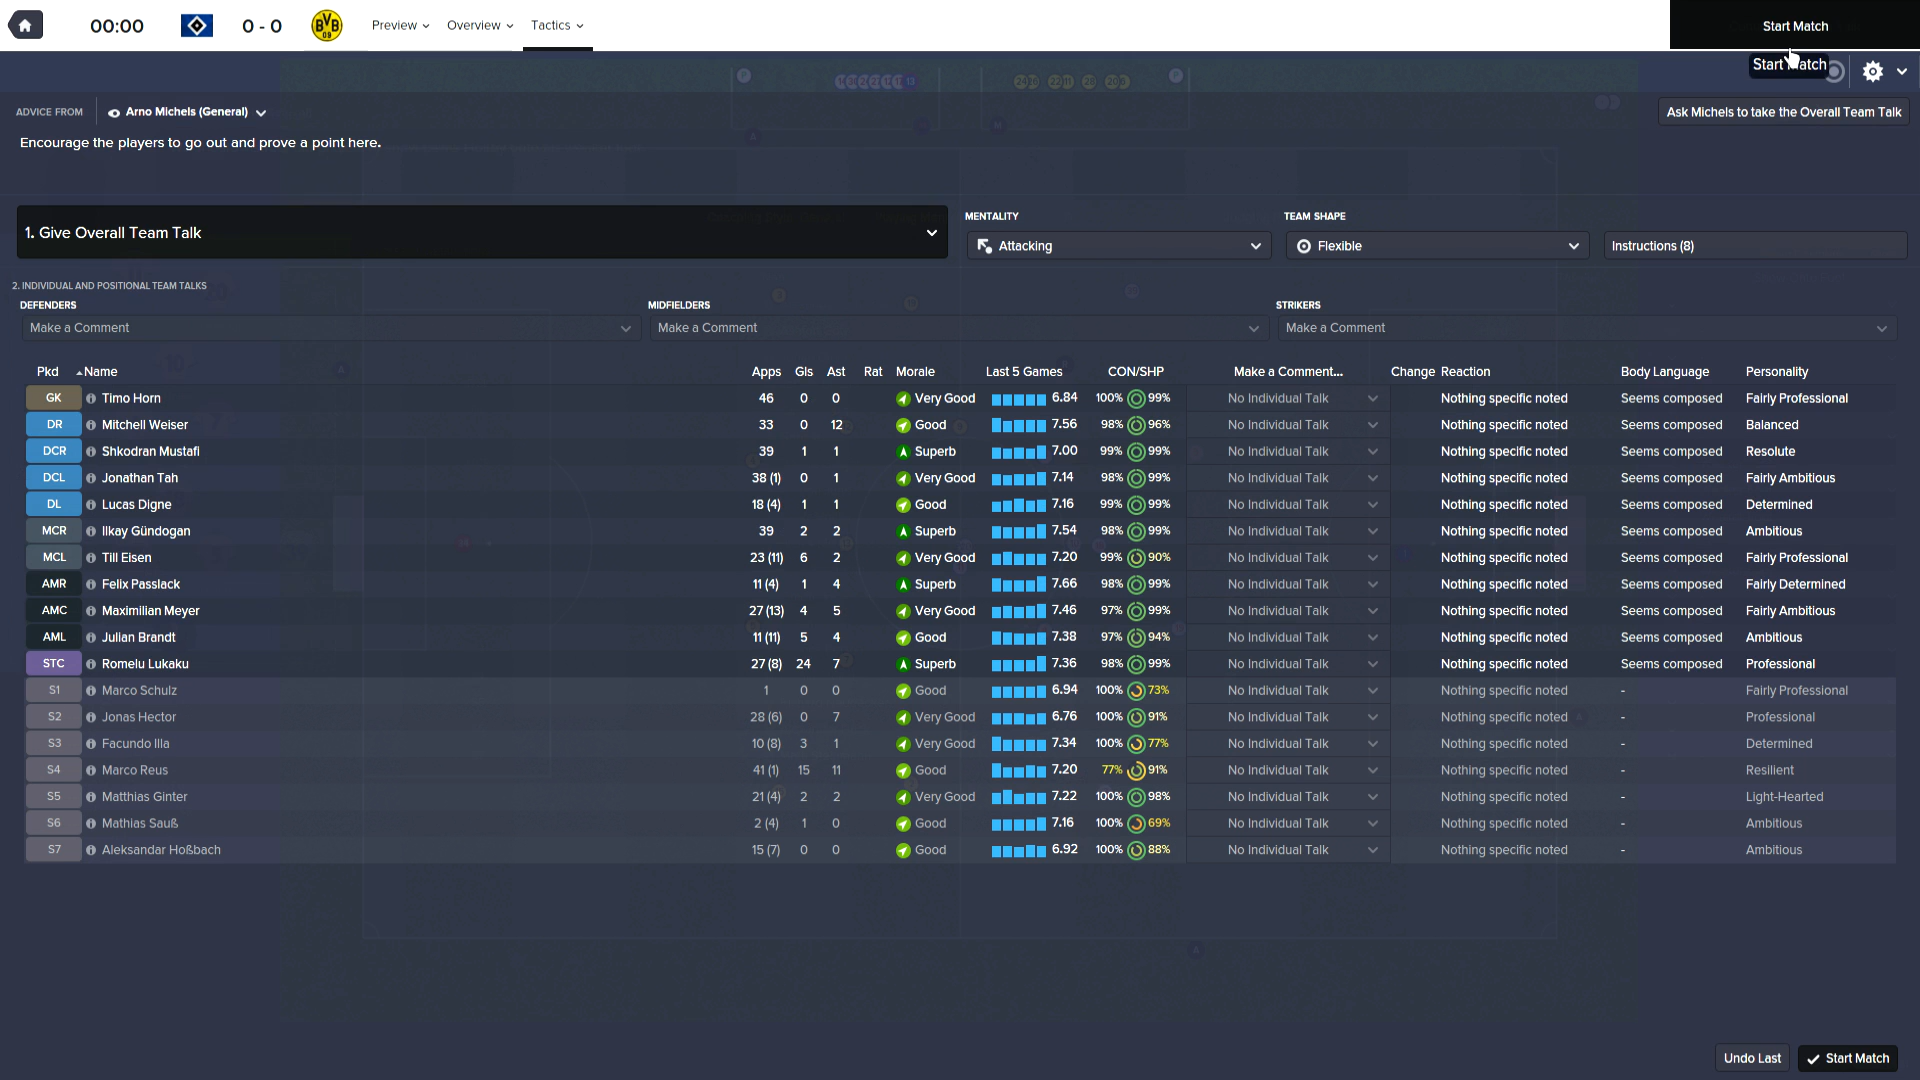 00:00 0 - 0 Preview Overview Tactics Start Match
Start Match
ADVICE FROM Arno Michels (General) Ask Michels to take the Overall Team Talk
Encourage the players to go out and prove a point here.
MENTALITY TEAM SHAPE
1. Give Overall Team Talk Attacking Flexible Instructions (8)
2. INDIVIDUAL AND POSITIONAL TEAM TALKS
DEFENDERS MIDFIELDERS STRIKERS
Make a Comment Make a Comment Make a Comment
Pkd Name Apps Gls Ast Rat Morale Last 5 Games CON/SHP Make a Comment... Change Reaction Body Language Personality
GK Timo Horn 46 0 0 Very Good 6.84 100% 99% No Individual Talk Nothing specific noted Seems composed Fairly Professional
DR Mitchell Weiser 33 0 12 Good 7.56 98% 96% No Individual Talk Nothing specific noted Seems composed Balanced
DCR Shkodran Mustafi 39 1 1 Superb 7.00 99% 99% No Individual Talk Nothing specific noted Seems composed Resolute
DCL Jonathan Tah 38 (1) 0 1 Very Good 7.14 98% 99% No Individual Talk Nothing specific noted Seems composed Fairly Ambitious
DL Lucas Digne 18 (4) 1 1 Good 7.16 99% 99% No Individual Talk Nothing specific noted Seems composed Determined
MCR Ilkay Gündogan 39 2 2 Superb 7.54 98% 99% No Individual Talk Nothing specific noted Seems composed Ambitious
MCL Till Eisen 23 (11) 6 2 Very Good 7.20 99% 90% No Individual Talk Nothing specific noted Seems composed Fairly Professional
AMR Felix Passlack 11 (4) 1 4 Superb 7.66 98% 99% No Individual Talk Nothing specific noted Seems composed Fairly Determined
AMC Maximilian Meyer 27 (13) 4 5 Very Good 7.46 97% 99% No Individual Talk Nothing specific noted Seems composed Fairly Ambitious
AML Julian Brandt 11 (11) 5 4 Good 7.38 97% 94% No Individual Talk Nothing specific noted Seems composed Ambitious
STC Romelu Lukaku 27 (8) 24 7 Superb 7.36 98% 99% No Individual Talk Nothing specific noted Seems composed Professional
S1 Marco Schulz 1 0 0 Good 6.94 100% 73% No Individual Talk Nothing specific noted - Fairly Professional
S2 Jonas Hector 28 (6) 0 7 Very Good 6.76 100% 91% No Individual Talk Nothing specific noted - Professional
S3 Facundo Illa 10 (8) 3 1 Very Good 7.34 100% 77% No Individual Talk Nothing specific noted - Determined
S4 Marco Reus 41 (1) 15 11 Good 7.20 77% 91% No Individual Talk Nothing specific noted - Resilient
S5 Matthias Ginter 21 (4) 2 2 Very Good 7.22 100% 98% No Individual Talk Nothing specific noted - Light-Hearted
S6 Mathias Sauß 2 (4) 1 0 Good 7.16 100% 69% No Individual Talk Nothing specific noted - Ambitious
S7 Aleksandar Hoßbach 15 (7) 0 0 Good 6.92 100% 88% No Individual Talk Nothing specific noted - Ambitious
Undo Last Start Match